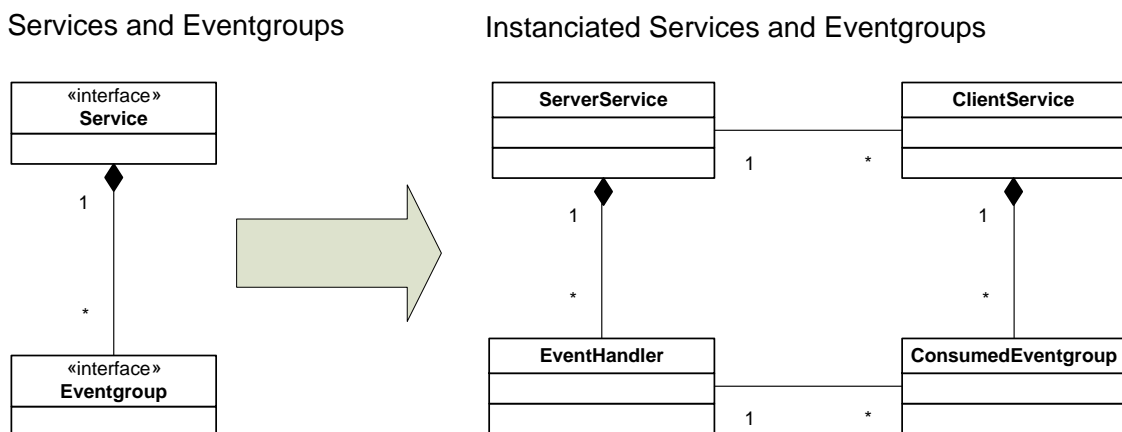 Services and Eventgroups
Instanciated Services and Eventgroups
«interface»
Service
1
*
«interface»
Eventgroup
ServerService
ClientService
1
*
1
1
*
*
EventHandler
ConsumedEventgroup
1
*